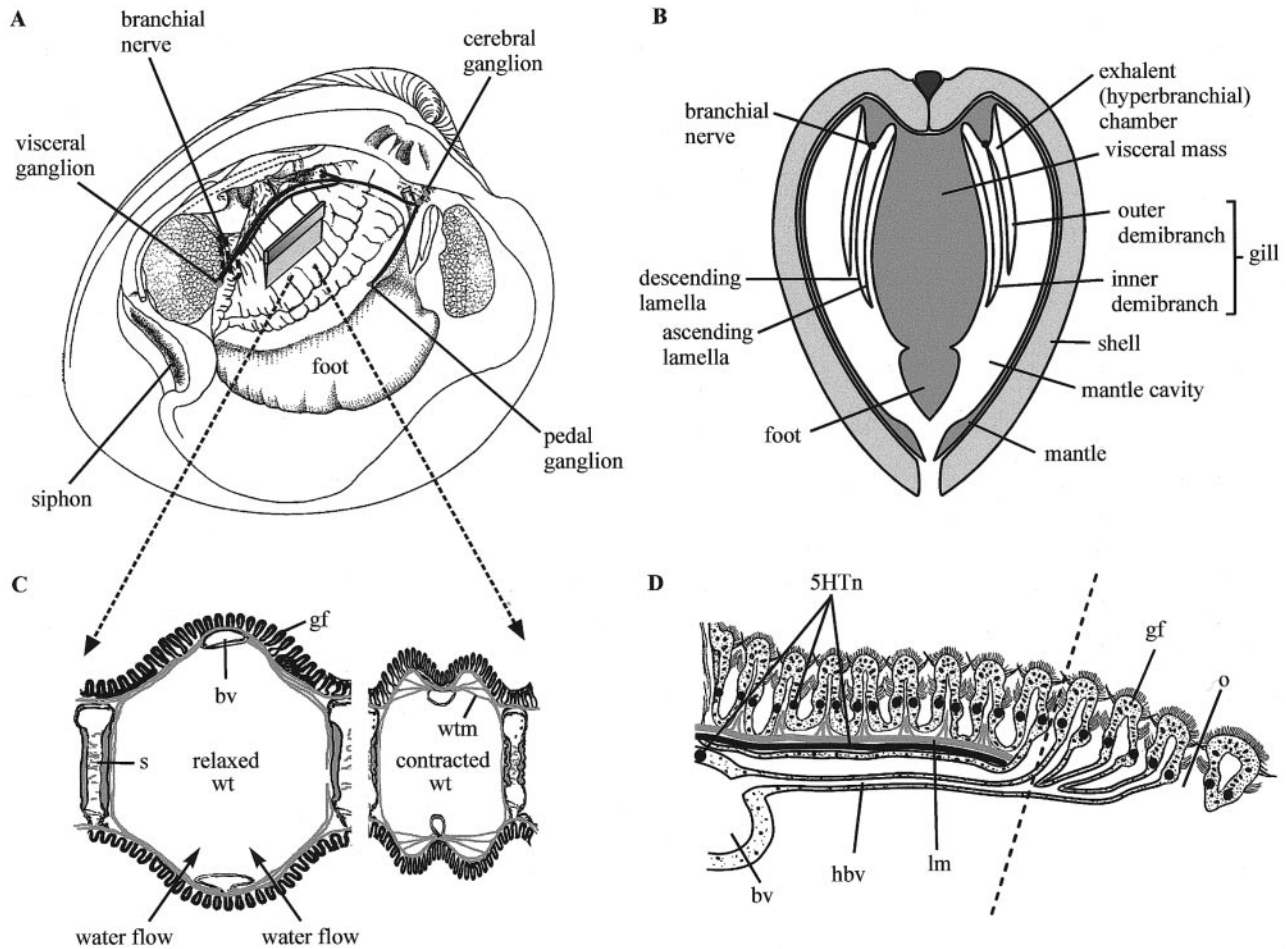 A
branchial
nerve
cerebral
ganglion
visceral
ganglion
foot
siphon
pedal
ganglion
B
branchial
nerve
exhalent
(hyperbranchial)
chamber
visceral mass
outer
demibranch
gill
inner
demibranch
descending
lamella
ascending
lamella
shell
mantle cavity
foot
mantle
C
gf
bv
s
relaxed
wt
wtm
contracted
wt
water flow
water flow
D
5HTn
gf
o
lm
hbv
bv